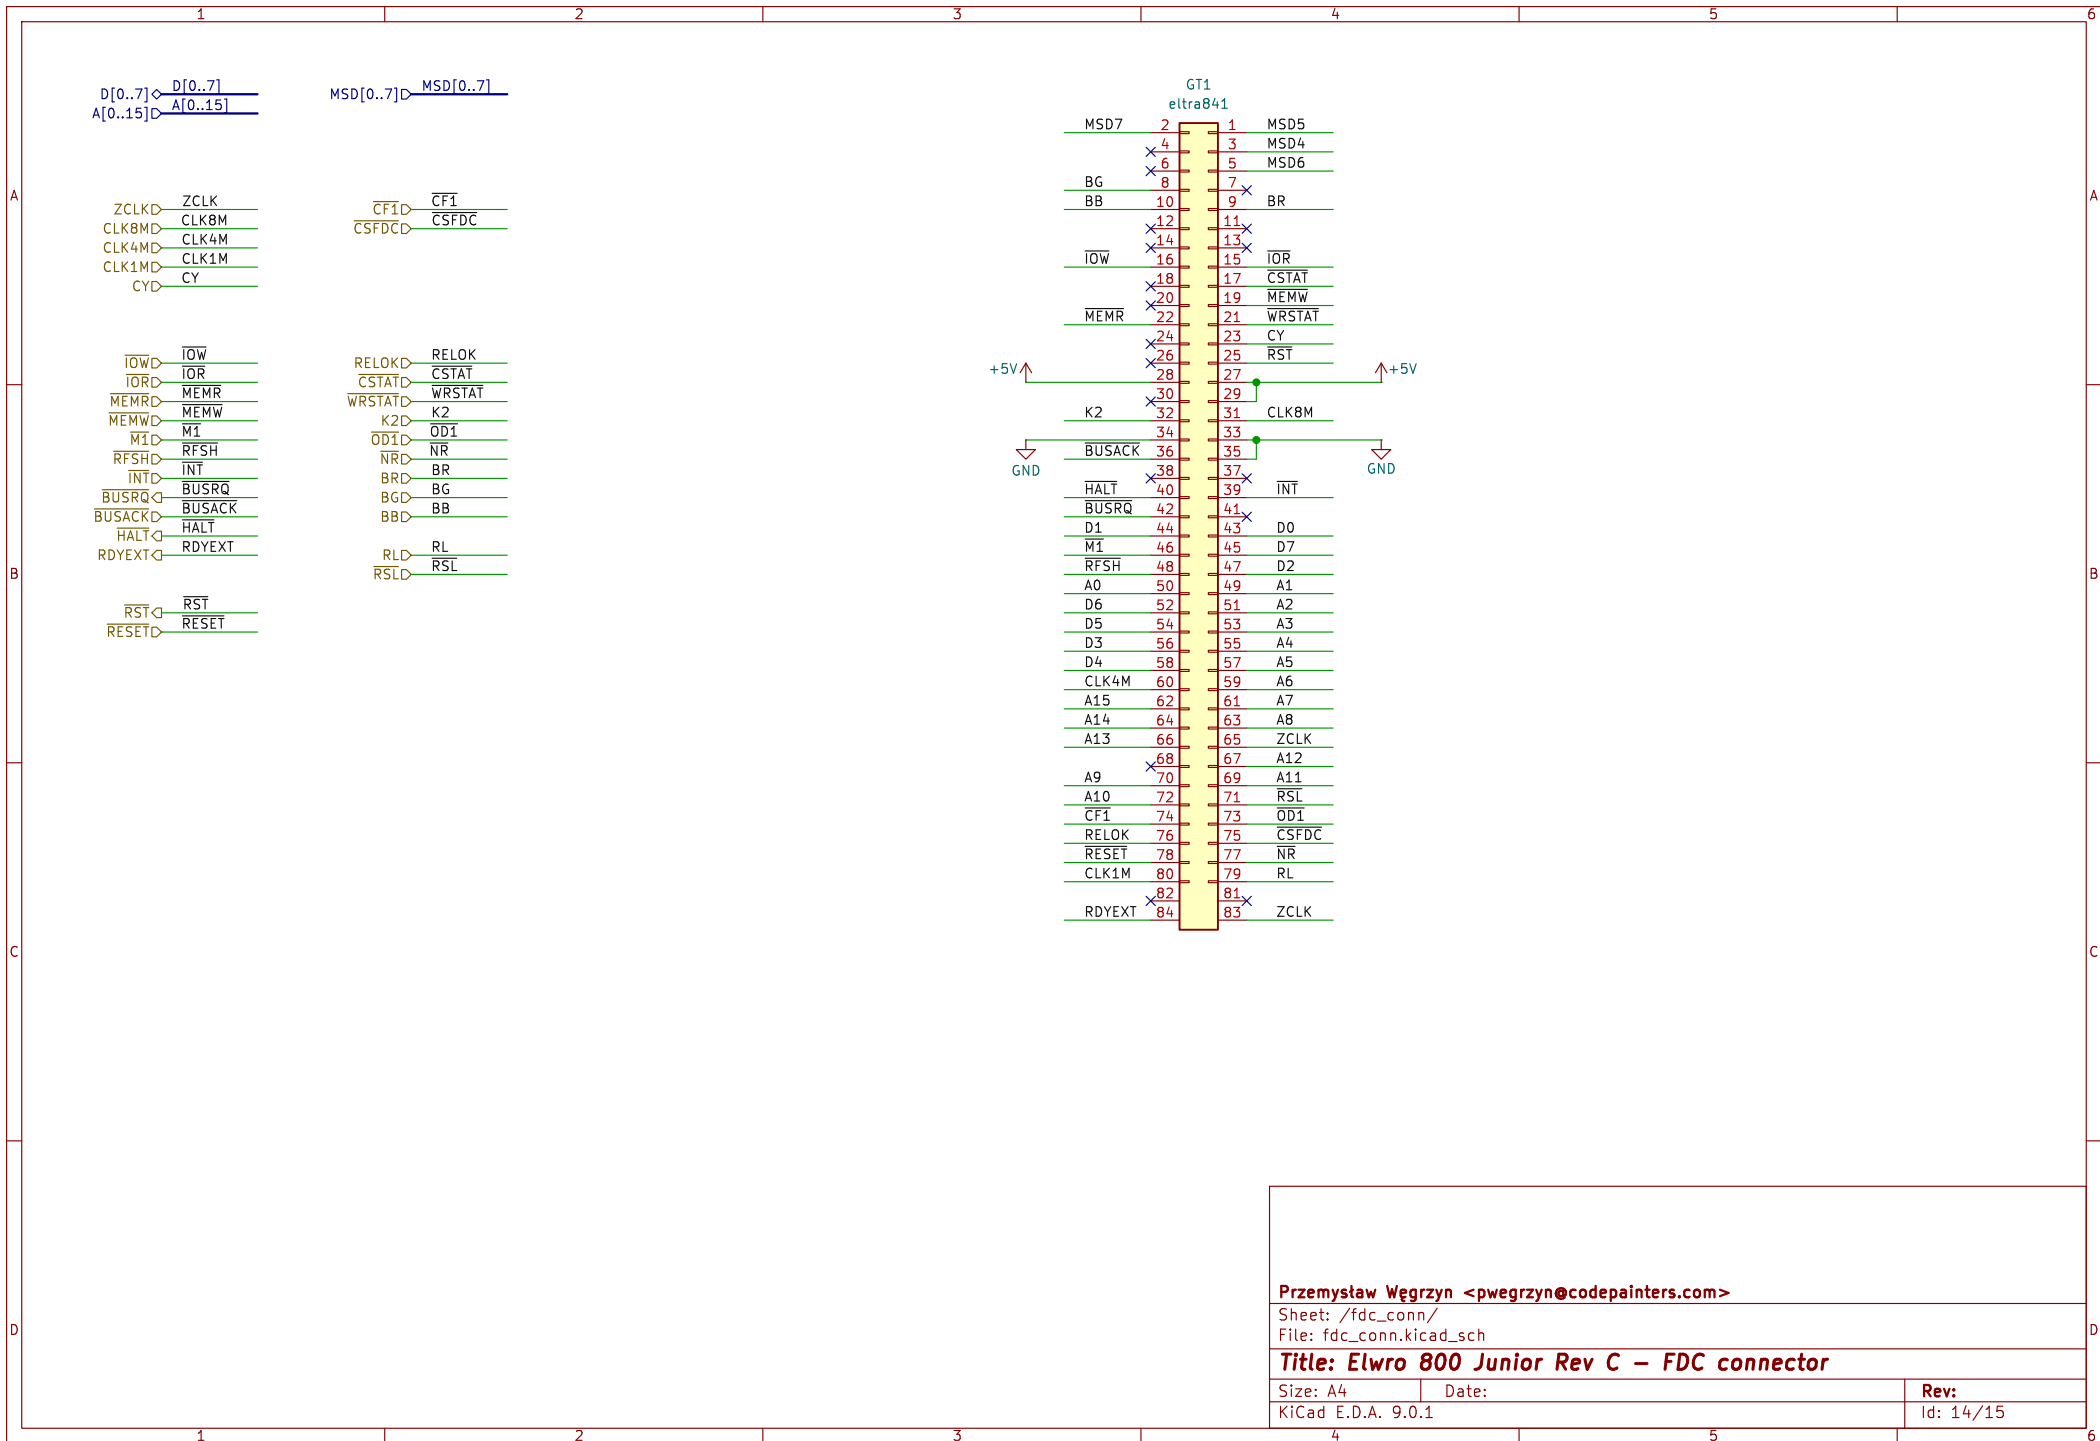 1 2 3 4 5 6
D[0..7] D[0..7]
A[0..15] A[0..15]
MSD[0..7] MSD[0..7]
A A
ZCLK ZCLK
CLK8M CLK8M
CLK4M CLK4M
CLK1M CLK1M
CY CY
CF1 CF1
CSFDC CSFDC
IOW IOW
IOR IOR
MEMR MEMR
MEMW MEMW
M1 M1
RFSH RFSH
INT INT
BUSRQ BUSRQ
BUSACK BUSACK
HALT HALT
RDYEXT RDYEXT
RST RST
RESET RESET
RELOK RELOK
CSTAT CSTAT
WRSTAT WRSTAT
K2 K2
OD1 OD1
NR NR
BR BR
BG BG
BB BB
RL RL
RSL RSL
GT1
eltra841
MSD7 2 1 MSD5
4 3 MSD4
6 5 MSD6
BG 8 7
BB 10 9 BR
12 11
14 13
IOW 16 15 IOR
18 17 CSTAT
20 19 MEMW
MEMR 22 21 WRSTAT
24 23 CY
26 25 RST
+5V 28 27 +5V
30 29
K2 32 31 CLK8M
GND 34 33 GND
BUSACK 36 35
38 37
HALT 40 39 INT
BUSRQ 42 41
D1 44 43 D0
M1 46 45 D7
RFSH 48 47 D2
A0 50 49 A1
D6 52 51 A2
D5 54 53 A3
D3 56 55 A4
D4 58 57 A5
CLK4M 60 59 A6
A15 62 61 A7
A14 64 63 A8
A13 66 65 ZCLK
68 67 A12
A9 70 69 A11
A10 72 71 RSL
CF1 74 73 OD1
RELOK 76 75 CSFDC
RESET 78 77 NR
CLK1M 80 79 RL
82 81
RDYEXT 84 83 ZCLK
B B
C C
D D
Przemysław Węgrzyn <pwegrzyn@codepainters.com>
Sheet: /fdc_conn/
File: fdc_conn.kicad_sch
Title: Elwro 800 Junior Rev C – FDC connector
Size: A4 Date: Rev:
KiCad E.D.A. 9.0.1 Id: 14/15
1 2 3 4 5 6